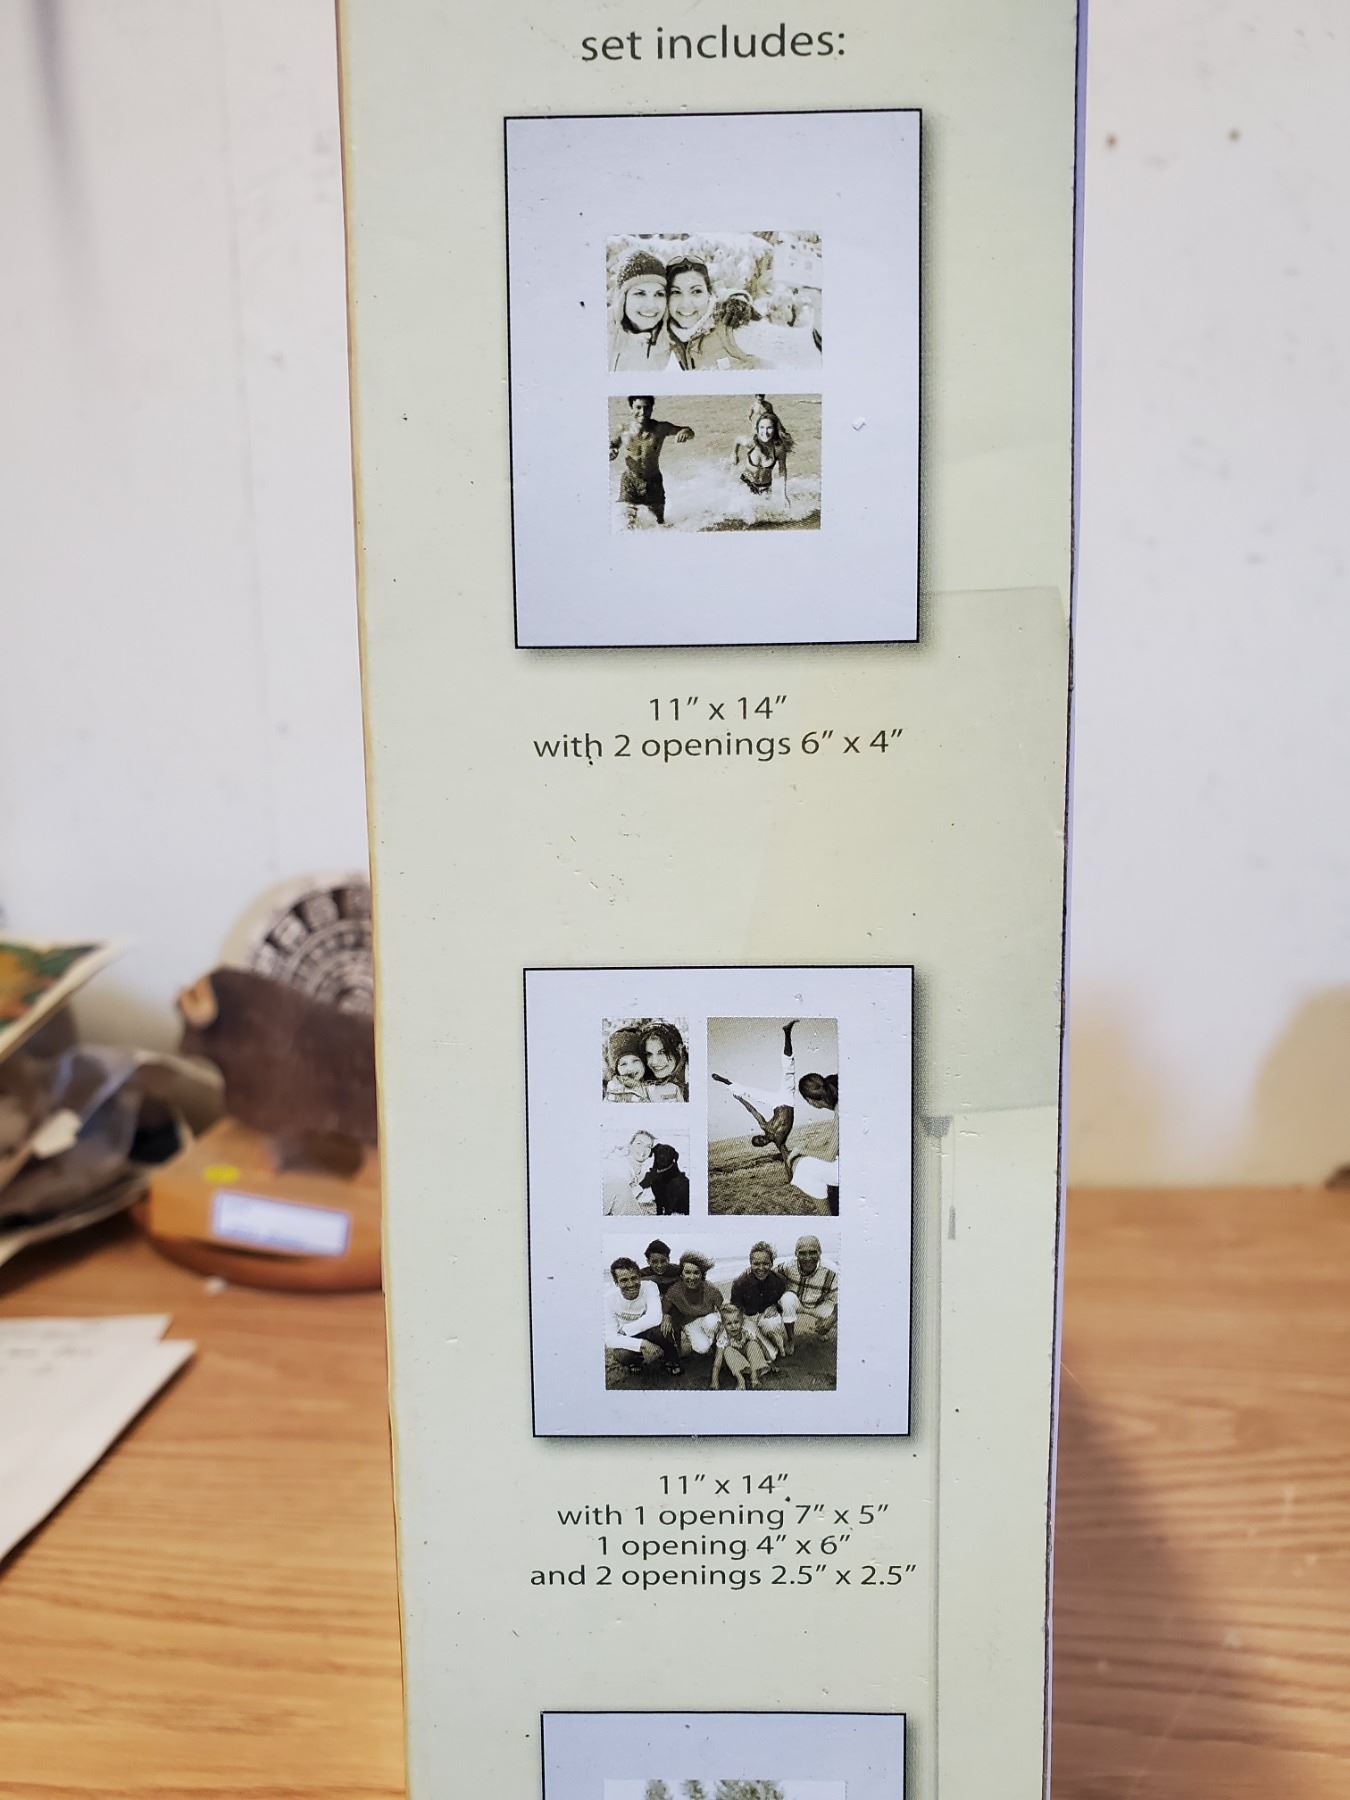 set includes:
11” x 14”
with 2 openings 6” x 4”
11” x 14”
with 1 opening 7” x 5”
1 opening 4” x 6”
and 2 openings 2.5” x 2.5”